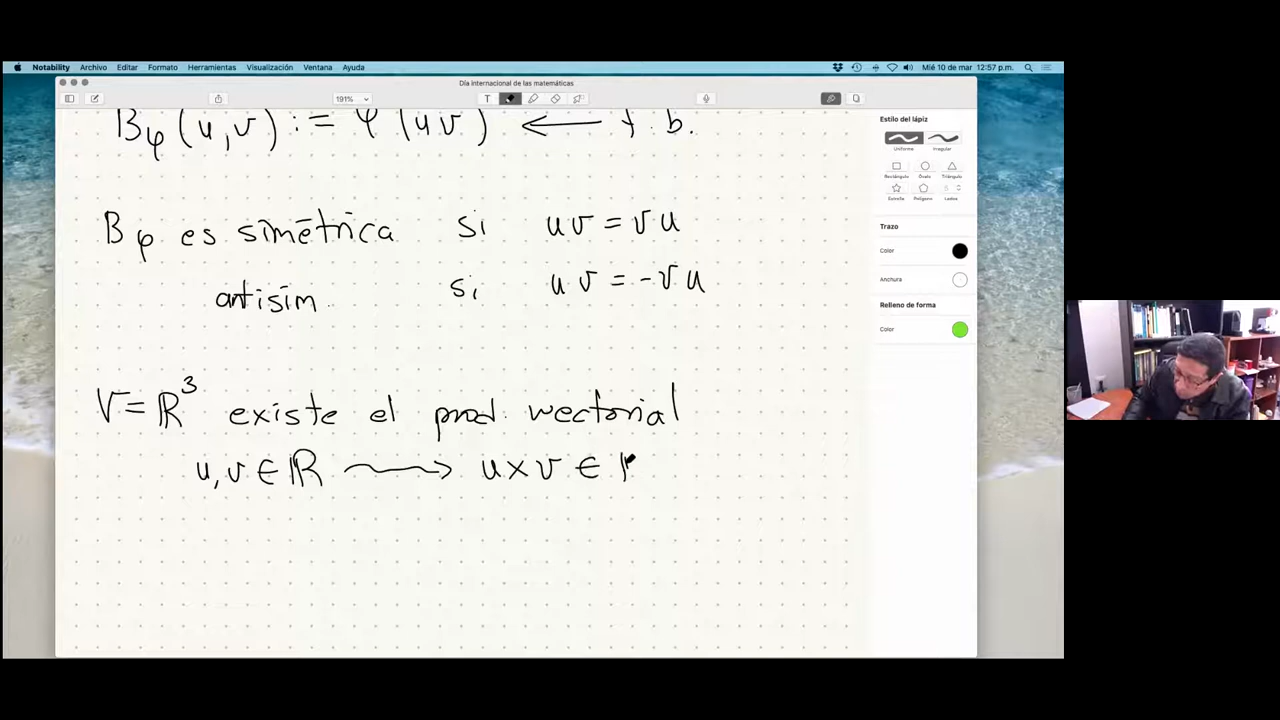 Notability Archivo Editar Formato Herramientas Visualización Ventana Ayuda Mié 10 de mar 12:57 p.m.
Día internacional de las matemáticas
191%
T
Estilo del lápiz
Uniforme Irregular
Rectángulo Óvalo Triángulo
Estrella Polígono Lados
Trazo
Color
Anchura
Relleno de forma
Color
Bφ (u,v) := φ (uv) ← f. b.
Bφ es simétrica si uv = vu
antisim. si uv = -vu
V=ℝ³ existe el prod. vectorial
u,v ∈ ℝ ⟿ u×v ∈